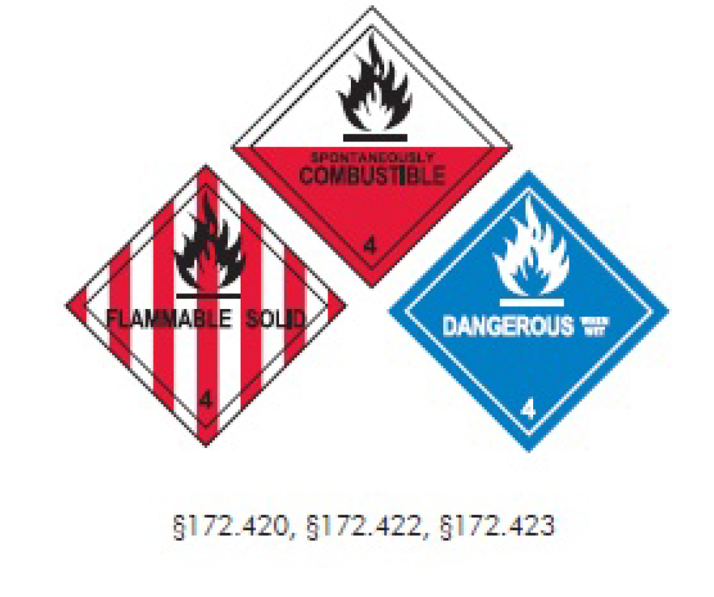 SPONTANEOUSLY
COMBUSTIBLE
4
FLAMMABLE SOLID
4
DANGEROUS WHEN
WET
4
§172.420, §172.422, §172.423